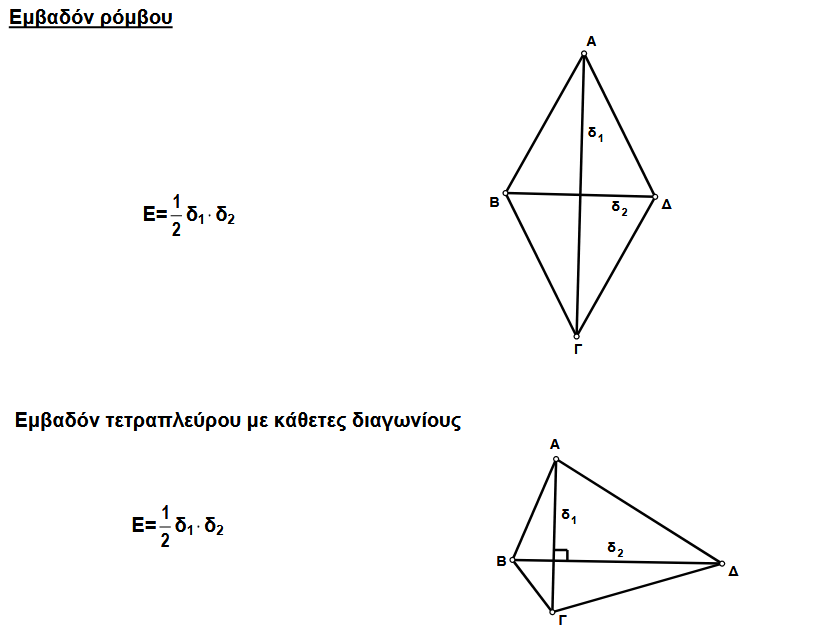 Εμβαδόν ρόμβου
Α
δ1
Β
δ2
Δ
Ε=1/2 δ1·δ2
Γ
Εμβαδόν τετραπλεύρου με κάθετες διαγωνίους
Α
δ1
Ε=1/2 δ1·δ2
δ2
Β
Δ
Γ